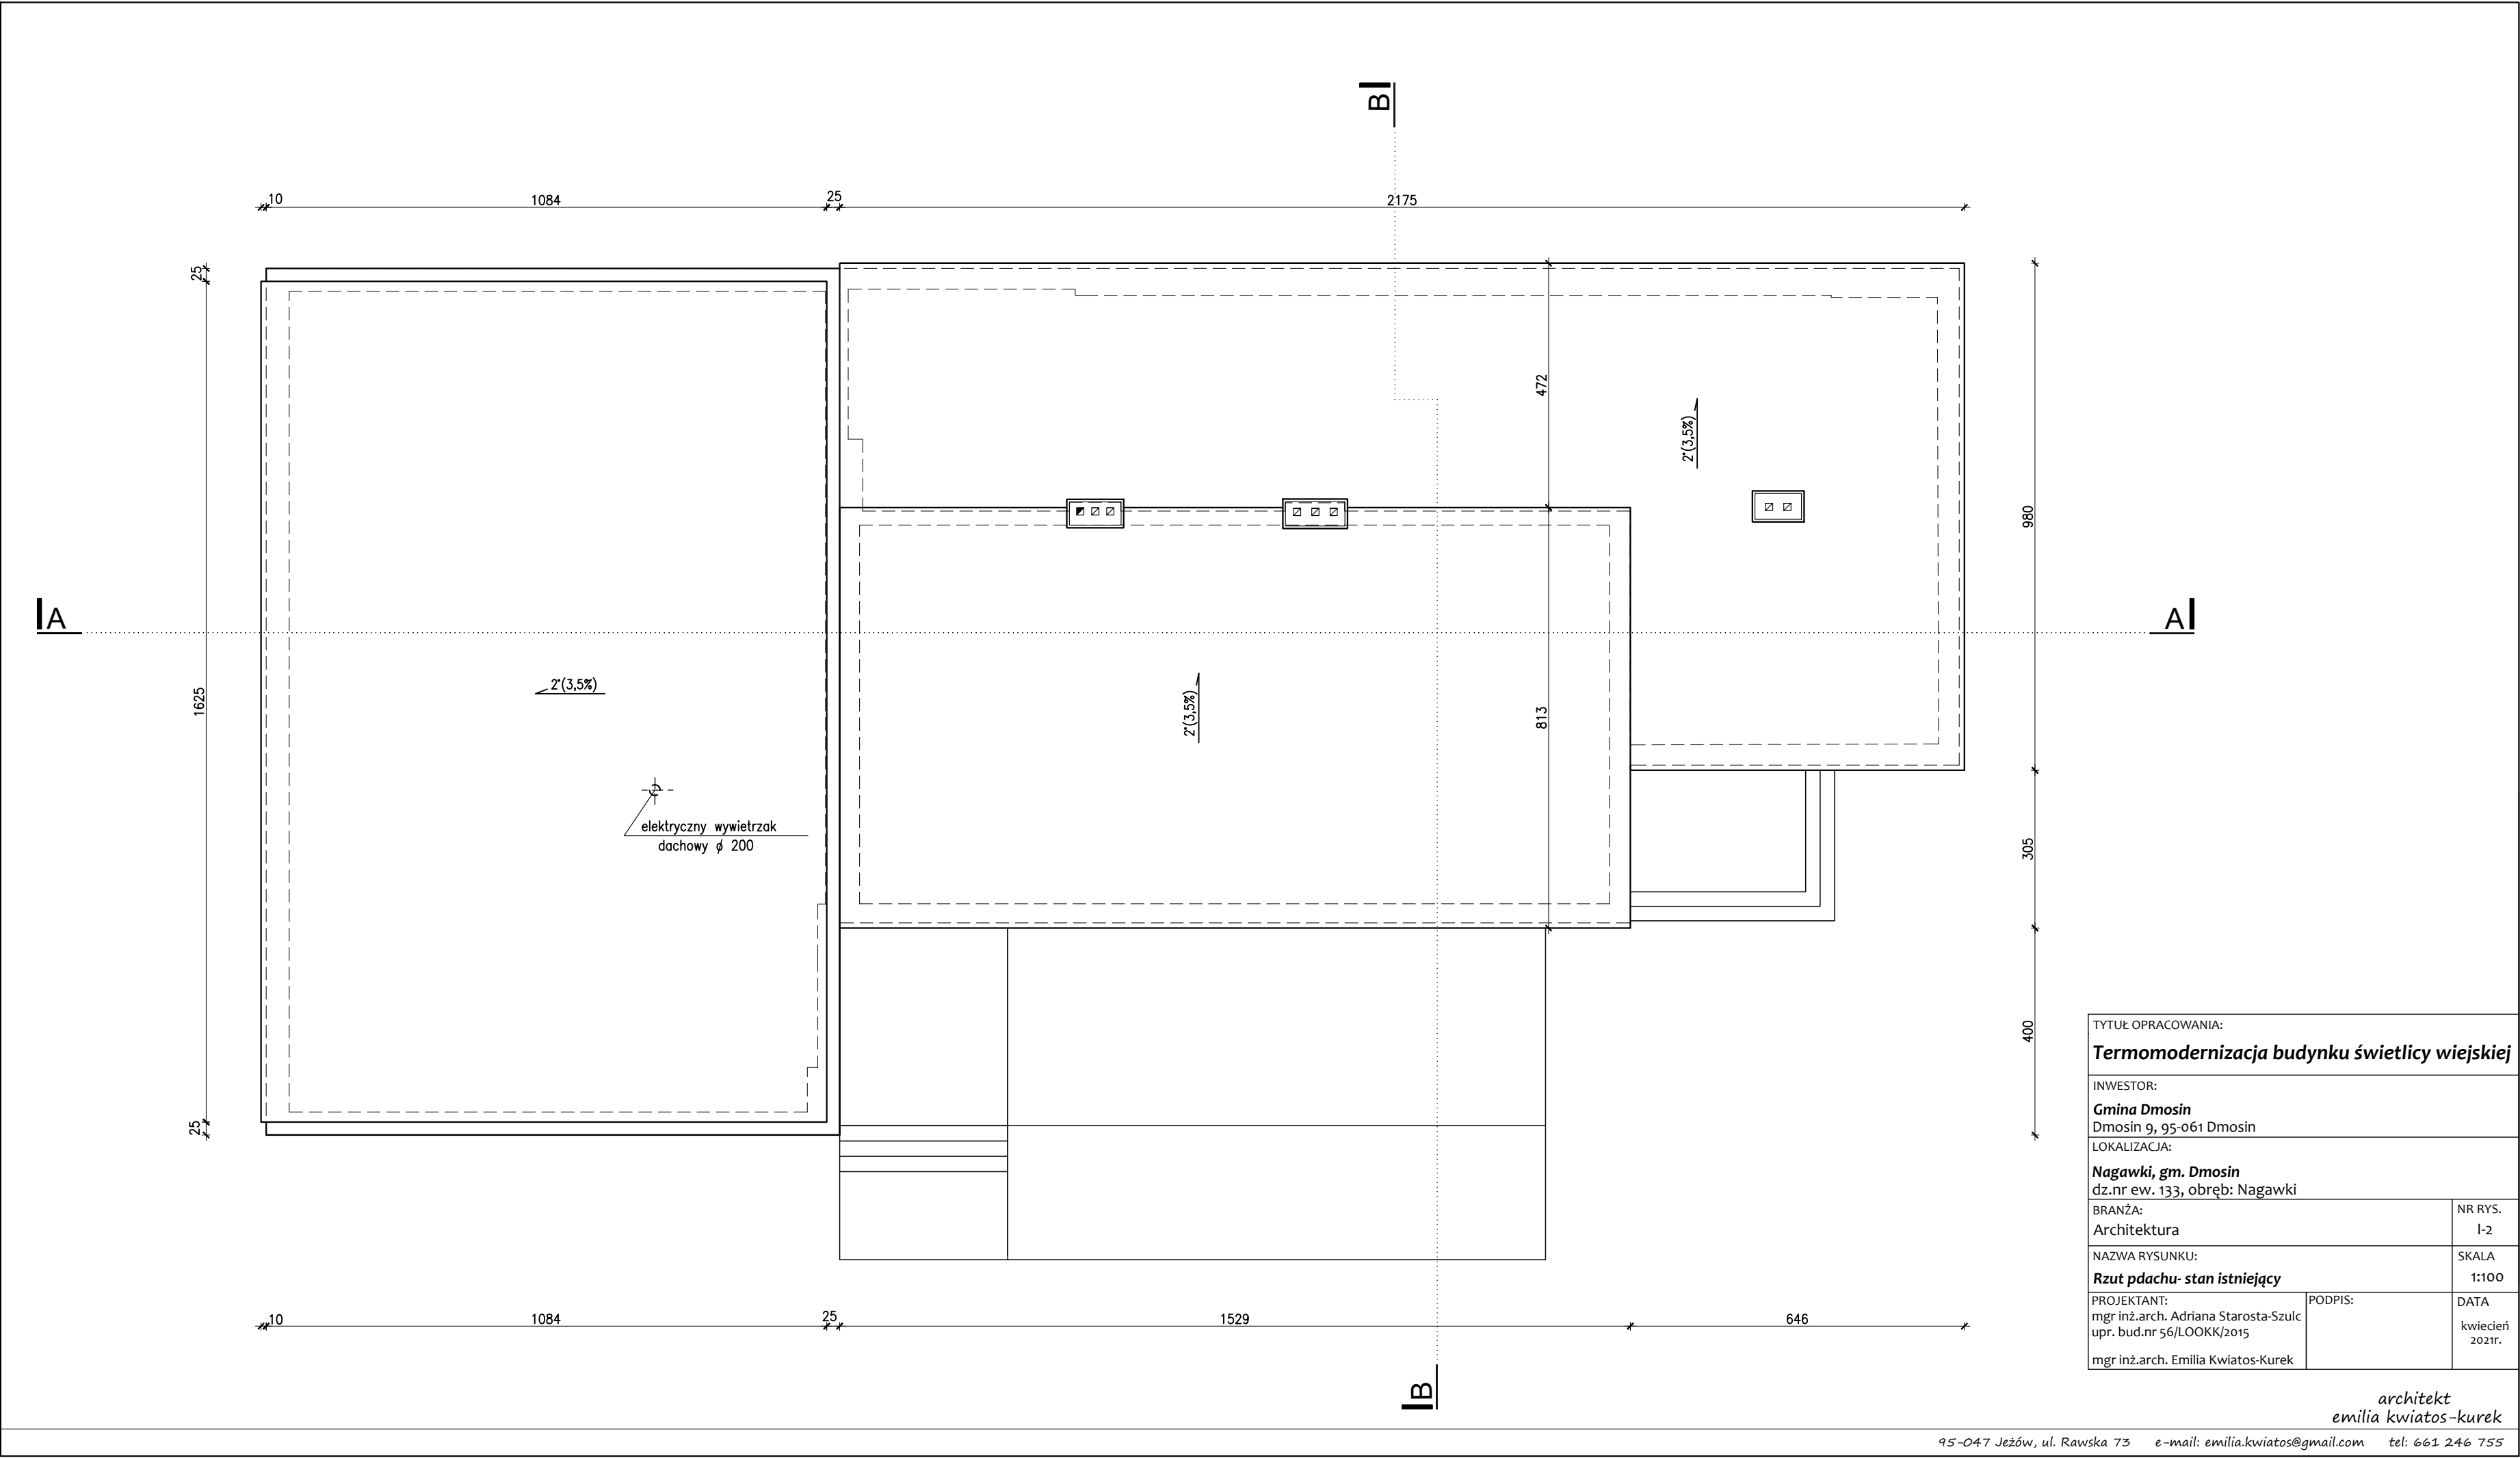 B
10
1084
25
2175
25
472
2°(3,5%)
980
A
A
1625
2°(3,5%)
2°(3,5%)
813
elektryczny wywietrzak
dachowy ϕ 200
305
400
25
10
1084
25
1529
646
B
TYTUŁ OPRACOWANIA:
Termomodernizacja budynku świetlicy wiejskiej
INWESTOR:
Gmina Dmosin
Dmosin 9, 95-061 Dmosin
LOKALIZACJA:
Nagawki, gm. Dmosin
dz.nr ew. 133, obręb: Nagawki
BRANŻA:
Architektura
NR RYS.
I-2
NAZWA RYSUNKU:
Rzut pdachu- stan istniejący
SKALA
1:100
PROJEKTANT:
mgr inż.arch. Adriana Starosta-Szulc
upr. bud.nr 56/LOOKK/2015
mgr inż.arch. Emilia Kwiatos-Kurek
PODPIS:
DATA
kwiecień
2021r.
architekt
emilia kwiatos-kurek
95-047 Jeżów, ul. Rawska 73 e-mail: emilia.kwiatos@gmail.com tel: 661 246 755